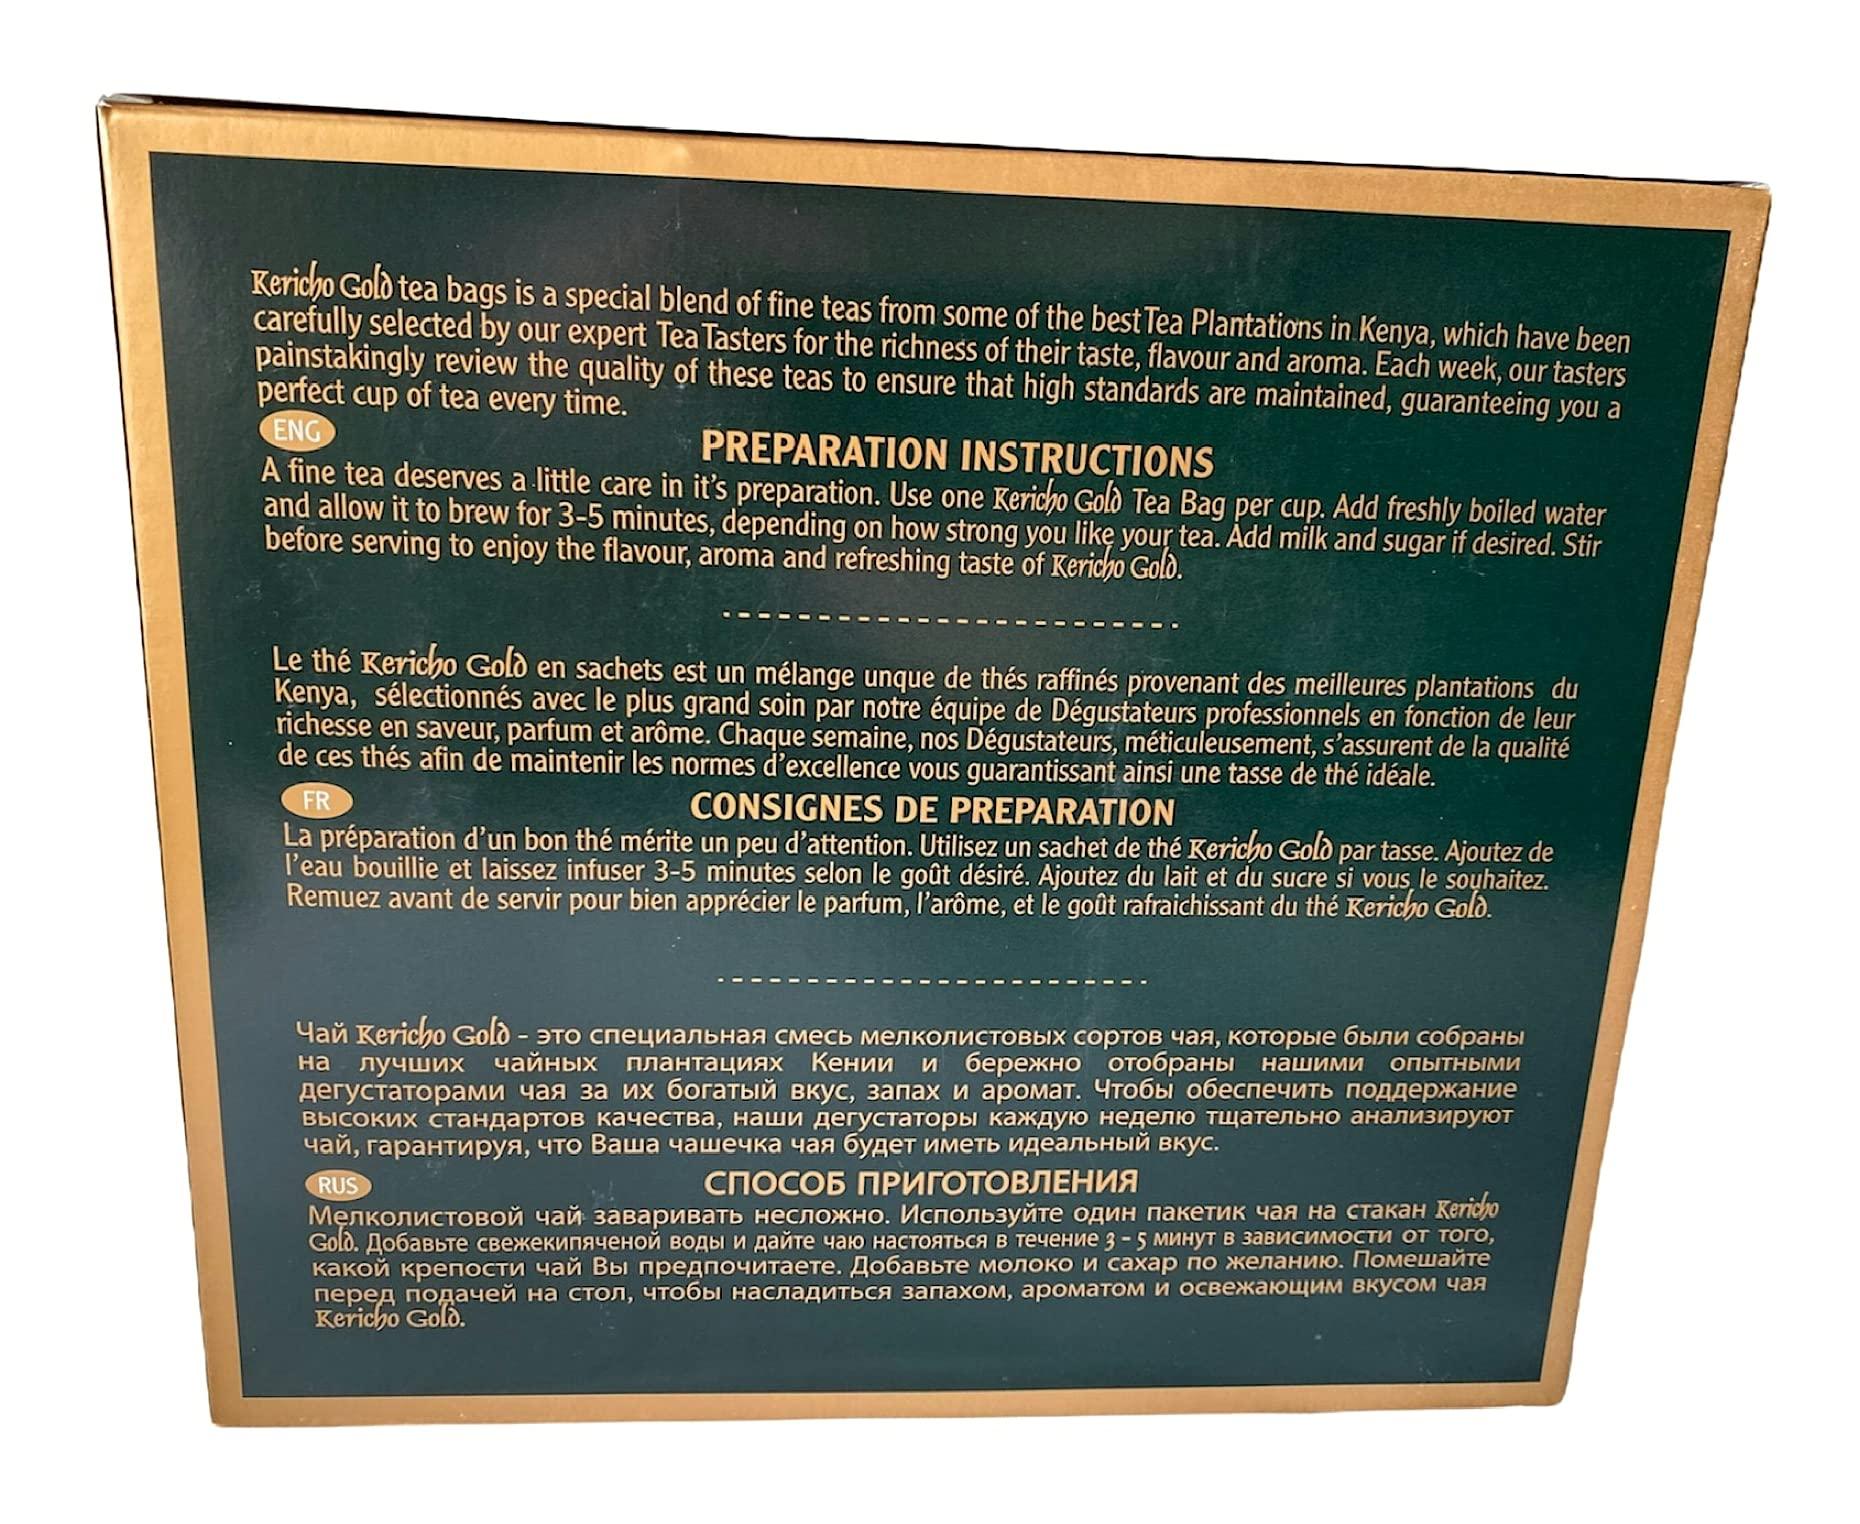 Kericho Gold tea bags is a special blend of fine teas from some of the best Tea Plantations in Kenya, which have been
carefully selected by our expert Tea Tasters for the richness of their taste, flavour and aroma. Each week, our tasters
painstakingly review the quality of these teas to ensure that high standards are maintained, guaranteeing you a
perfect cup of tea every time.
ENG
PREPARATION INSTRUCTIONS
A fine tea deserves a little care in it's preparation. Use one Kericho Gold Tea Bag per cup. Add freshly boiled water
and allow it to brew for 3-5 minutes, depending on how strong you like your tea. Add milk and sugar if desired. Stir
before serving to enjoy the flavour, aroma and refreshing taste of Kericho Gold.
Le thé Kericho Gold en sachets est un mélange unque de thés raffinés provenant des meilleures plantations du
Kenya, sélectionnés avec le plus grand soin par notre équipe de Dégustateurs professionnels en fonction de leur
richesse en saveur, parfum et arôme. Chaque semaine, nos Dégustateurs, méticuleusement, s'assurent de la qualité
de ces thés afin de maintenir les normes d'excellence vous guarantissant ainsi une tasse de thé idéale.
FR
CONSIGNES DE PREPARATION
La préparation d'un bon thé mérite un peu d'attention. Utilisez un sachet de thé Kericho Gold par tasse. Ajoutez de
l'eau bouillie et laissez infuser 3-5 minutes selon le goût désiré. Ajoutez du lait et du sucre si vous le souhaitez.
Remuez avant de servir pour bien apprécier le parfum, l'arôme, et le goût rafraichissant du thé Kericho Gold.
Чай Kericho Gold - это специальная смесь мелколистовых сортов чая, которые были собраны
на лучших чайных плантациях Кении и бережно отобраны нашими опытными
дегустаторами чая за их богатый вкус, запах и аромат. Чтобы обеспечить поддержание
высоких стандартов качества, наши дегустаторы каждую неделю тщательно анализируют
чай, гарантируя, что Ваша чашечка чая будет иметь идеальный вкус.
RUS
СПОСОБ ПРИГОТОВЛЕНИЯ
Мелколистовой чай заваривать несложно. Используйте один пакетик чая на стакан Kericho
Gold. Добавьте свежекипяченой воды и дайте чаю настояться в течение 3 - 5 минут в зависимости от того,
какой крепости чай Вы предпочитаете. Добавьте молоко и сахар по желанию. Помешайте
перед подачей на стол, чтобы насладиться запахом, ароматом и освежающим вкусом чая
Kericho Gold.